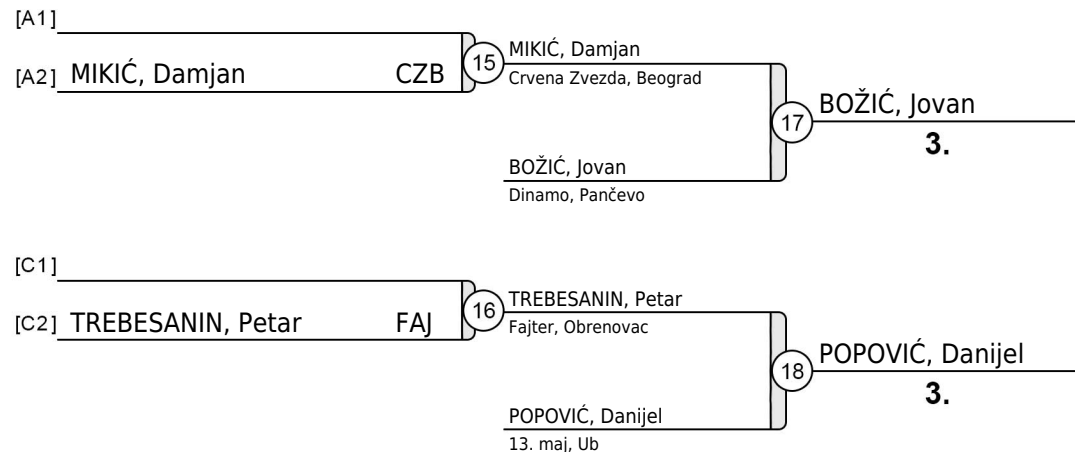 [A1]
[A2] MIKIĆ, Damjan CZB
15
MIKIĆ, Damjan
Crvena Zvezda, Beograd
17
BOŽIĆ, Jovan
3.
BOŽIĆ, Jovan
Dinamo, Pančevo
[C1]
[C2] TREBESANIN, Petar FAJ
16
TREBESANIN, Petar
Fajter, Obrenovac
18
POPOVIĆ, Danijel
3.
POPOVIĆ, Danijel
13. maj, Ub